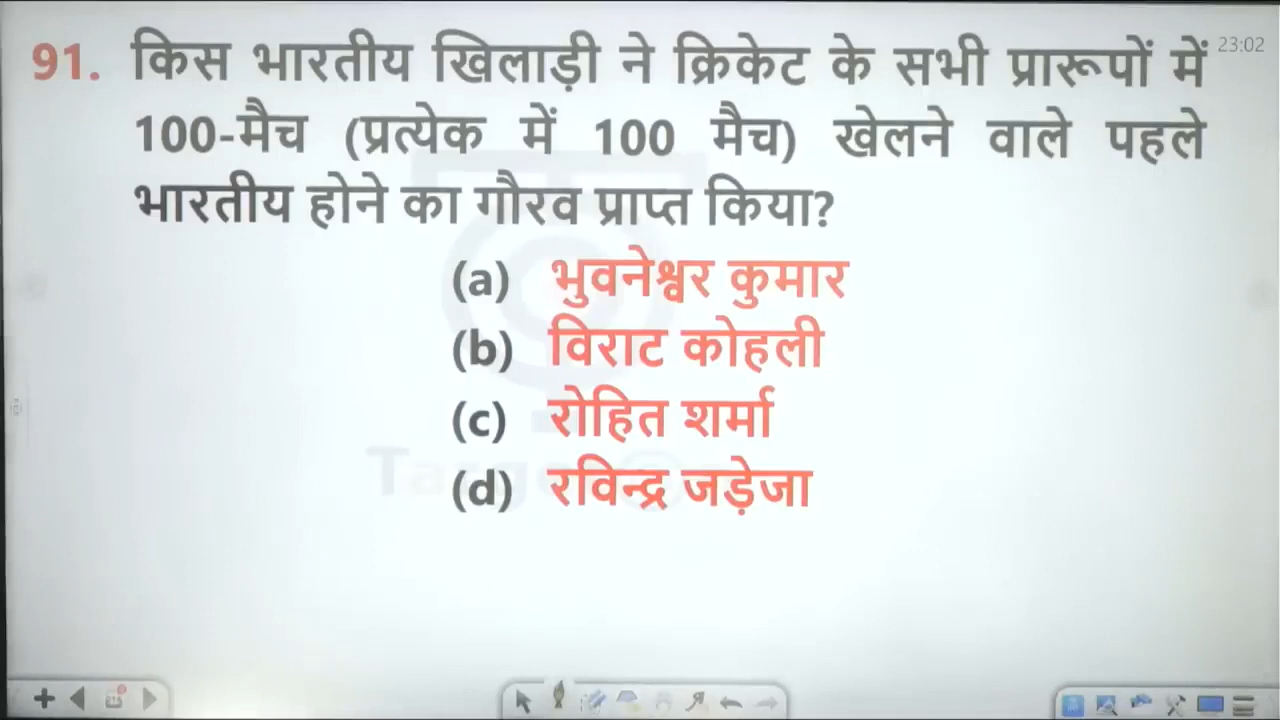 23:02
91. किस भारतीय खिलाड़ी ने क्रिकेट के सभी प्रारूपों में
100-मैच (प्रत्येक में 100 मैच) खेलने वाले पहले
भारतीय होने का गौरव प्राप्त किया?
(a) भुवनेश्वर कुमार
(b) विराट कोहली
(c) रोहित शर्मा
(d) रविन्द्र जड़ेजा